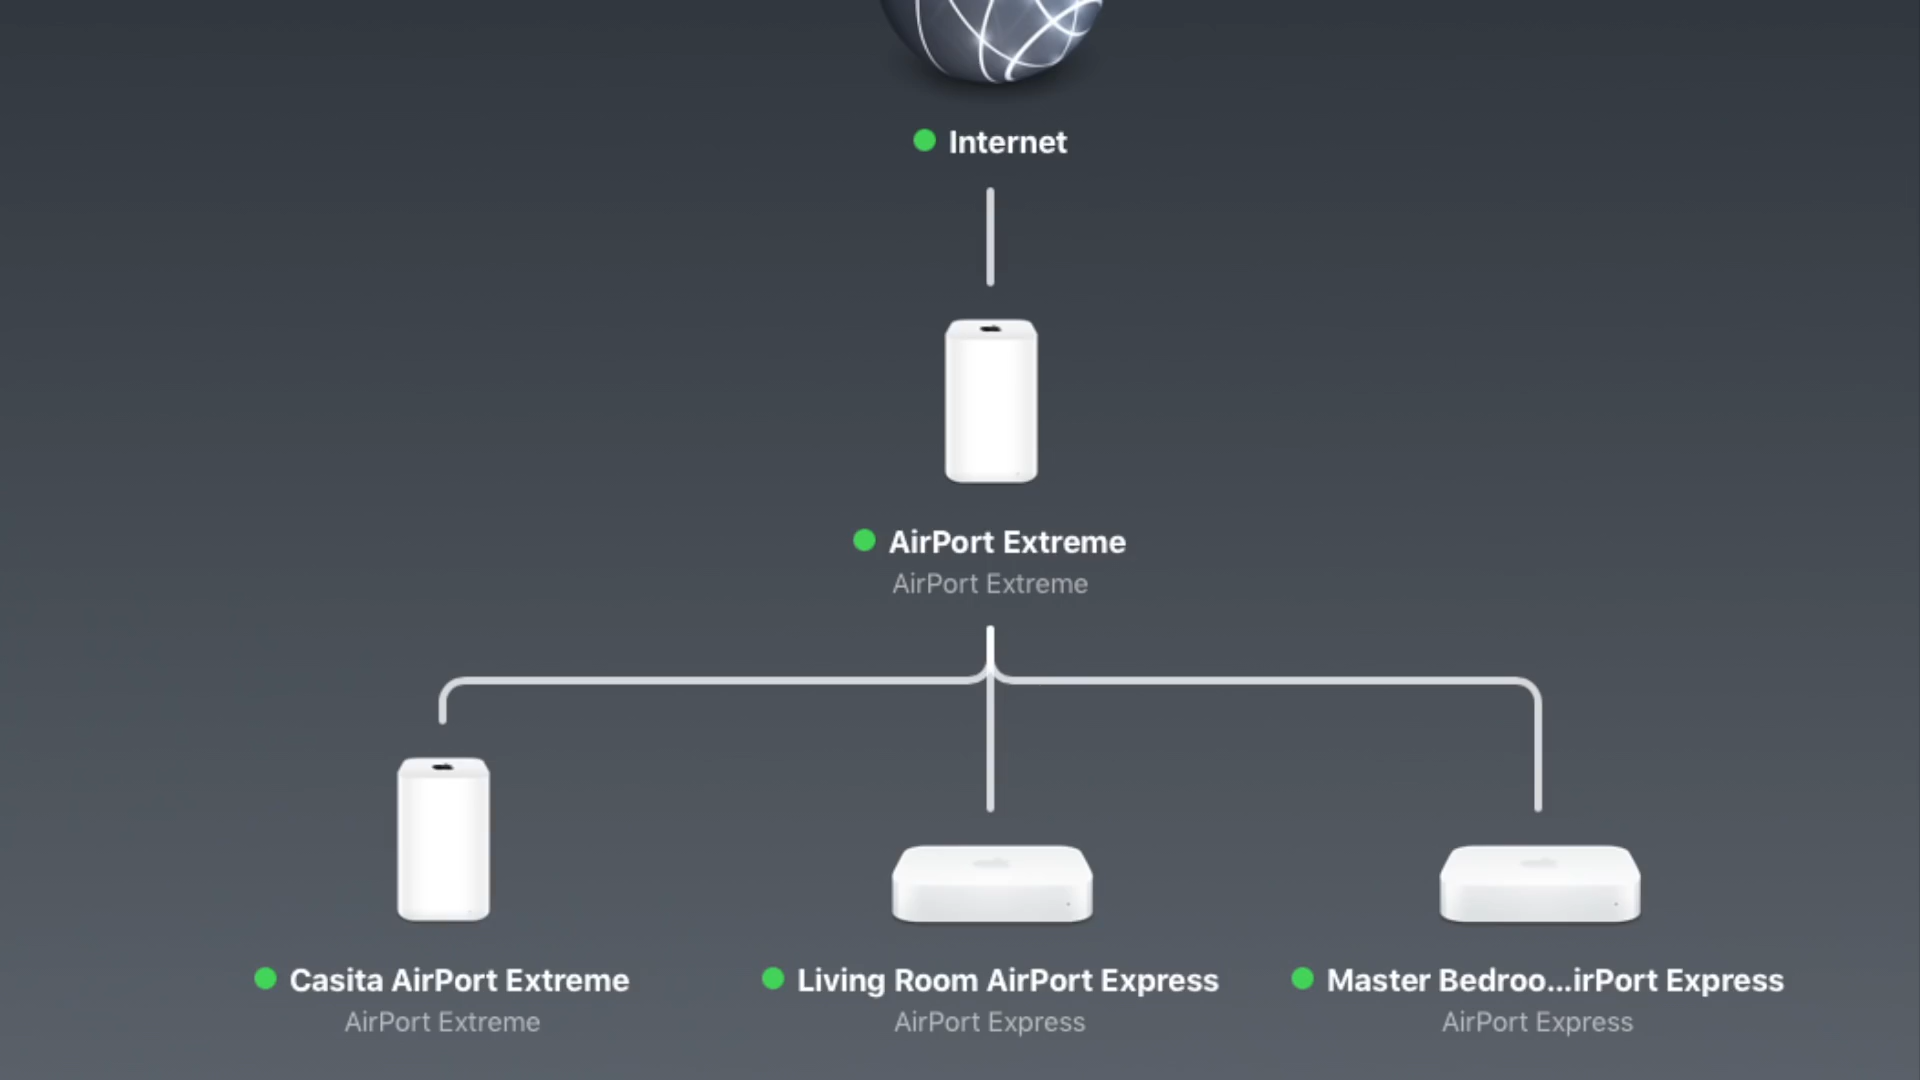 Internet
AirPort Extreme
AirPort Extreme
Casita AirPort Extreme
AirPort Extreme
Living Room AirPort Express
AirPort Express
Master Bedroo...irPort Express
AirPort Express